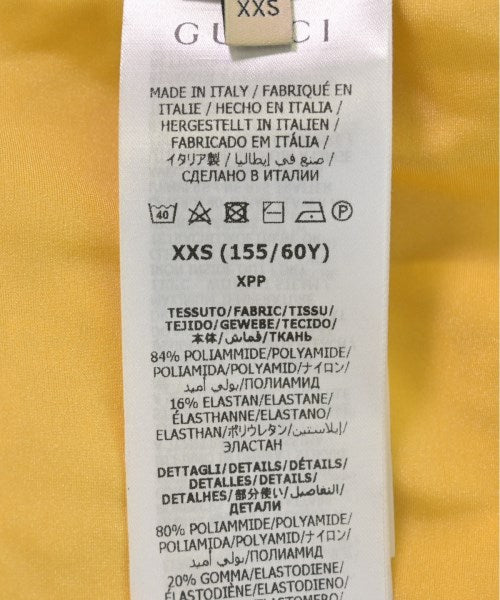 XXS
GUCCI
MADE IN ITALY / FABRIQUÉ EN
ITALIE / HECHO EN ITALIA /
HERGESTELLT IN ITALIEN /
FABRICADO EM ITÁLIA /
イタリア製 / صنع في إيطاليا /
СДЕЛАНО В ИТАЛИИ
40 P
XXS (155/60Y)
XPP
TESSUTO/FABRIC/TISSU/
TEJIDO/GEWEBE/TECIDO/
本体/قماش/ТКАНЬ
84% POLIAMMIDE/POLYAMIDE/
POLIAMIDA/POLYAMID/ナイロン/
بولي أميد/ПОЛИАМИД
16% ELASTAN/ELASTANE/
ÉLASTHANNE/ELASTANO/
ELASTHAN/ポリウレタン/إيلاستين/
ЭЛАСТАН
DETTAGLI/DETAILS/DÉTAILS/
DETALLES/DETAILS/
DETALHES/部分使い/التفاصيل/
ДЕТАЛИ
80% POLIAMMIDE/POLYAMIDE/
POLIAMIDA/POLYAMID/ナイロン/
بولي أميد/ПОЛИАМИД
20% GOMMA/ELASTODIENE/
ÉLASTODIÈNE/ELASTODIENO/
ELASTOMERO/